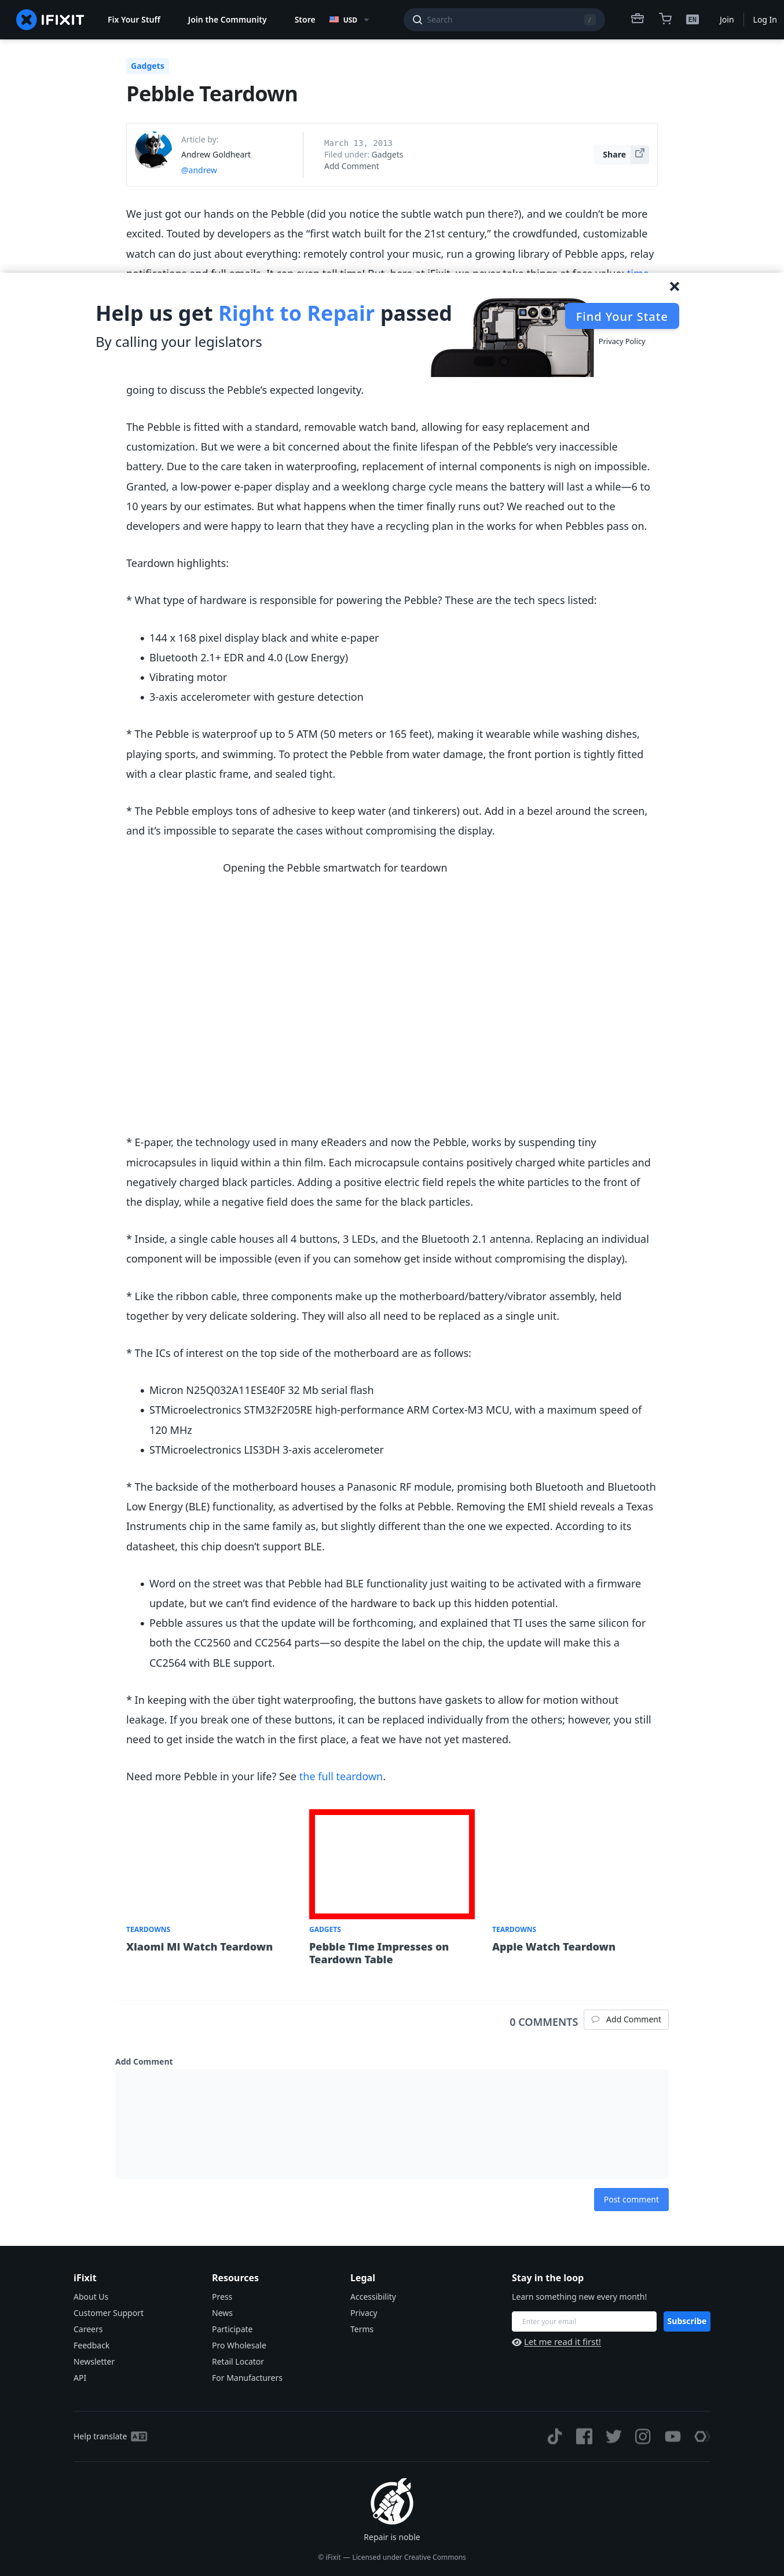 IFIXIT
Fix Your Stuff
Join the Community
Store
USD
Search
/
EN
Join
Log In
Gadgets
Pebble Teardown
Article by:
Andrew Goldheart
@andrew
March 13, 2013
Filed under: Gadgets
Add Comment
Share
We just got our hands on the Pebble (did you notice the subtle watch pun there?), and we couldn’t be more
excited. Touted by developers as the “first watch built for the 21st century,” the crowdfunded, customizable
watch can do just about everything: remotely control your music, run a growing library of Pebble apps, relay
notifications and full emails. It can even tell time! But, here at iFixit, we never take things at face value: time
Help us get Right to Repair passed
By calling your legislators
Find Your State
Privacy Policy
going to discuss the Pebble’s expected longevity.
The Pebble is fitted with a standard, removable watch band, allowing for easy replacement and
customization. But we were a bit concerned about the finite lifespan of the Pebble’s very inaccessible
battery. Due to the care taken in waterproofing, replacement of internal components is nigh on impossible.
Granted, a low-power e-paper display and a weeklong charge cycle means the battery will last a while—6 to
10 years by our estimates. But what happens when the timer finally runs out? We reached out to the
developers and were happy to learn that they have a recycling plan in the works for when Pebbles pass on.
Teardown highlights:
* What type of hardware is responsible for powering the Pebble? These are the tech specs listed:
• 144 x 168 pixel display black and white e-paper
• Bluetooth 2.1+ EDR and 4.0 (Low Energy)
• Vibrating motor
• 3-axis accelerometer with gesture detection
* The Pebble is waterproof up to 5 ATM (50 meters or 165 feet), making it wearable while washing dishes,
playing sports, and swimming. To protect the Pebble from water damage, the front portion is tightly fitted
with a clear plastic frame, and sealed tight.
* The Pebble employs tons of adhesive to keep water (and tinkerers) out. Add in a bezel around the screen,
and it’s impossible to separate the cases without compromising the display.
Opening the Pebble smartwatch for teardown
* E-paper, the technology used in many eReaders and now the Pebble, works by suspending tiny
microcapsules in liquid within a thin film. Each microcapsule contains positively charged white particles and
negatively charged black particles. Adding a positive electric field repels the white particles to the front of
the display, while a negative field does the same for the black particles.
* Inside, a single cable houses all 4 buttons, 3 LEDs, and the Bluetooth 2.1 antenna. Replacing an individual
component will be impossible (even if you can somehow get inside without compromising the display).
* Like the ribbon cable, three components make up the motherboard/battery/vibrator assembly, held
together by very delicate soldering. They will also all need to be replaced as a single unit.
* The ICs of interest on the top side of the motherboard are as follows:
• Micron N25Q032A11ESE40F 32 Mb serial flash
• STMicroelectronics STM32F205RE high-performance ARM Cortex-M3 MCU, with a maximum speed of
120 MHz
• STMicroelectronics LIS3DH 3-axis accelerometer
* The backside of the motherboard houses a Panasonic RF module, promising both Bluetooth and Bluetooth
Low Energy (BLE) functionality, as advertised by the folks at Pebble. Removing the EMI shield reveals a Texas
Instruments chip in the same family as, but slightly different than the one we expected. According to its
datasheet, this chip doesn’t support BLE.
• Word on the street was that Pebble had BLE functionality just waiting to be activated with a firmware
update, but we can’t find evidence of the hardware to back up this hidden potential.
• Pebble assures us that the update will be forthcoming, and explained that TI uses the same silicon for
both the CC2560 and CC2564 parts—so despite the label on the chip, the update will make this a
CC2564 with BLE support.
* In keeping with the über tight waterproofing, the buttons have gaskets to allow for motion without
leakage. If you break one of these buttons, it can be replaced individually from the others; however, you still
need to get inside the watch in the first place, a feat we have not yet mastered.
Need more Pebble in your life? See the full teardown.
TEARDOWNS
Xiaomi Mi Watch Teardown
GADGETS
Pebble Time Impresses on
Teardown Table
TEARDOWNS
Apple Watch Teardown
0 COMMENTS
Add Comment
Add Comment
Post comment
iFixit
About Us
Customer Support
Careers
Feedback
Newsletter
API
Resources
Press
News
Participate
Pro Wholesale
Retail Locator
For Manufacturers
Legal
Accessibility
Privacy
Terms
Stay in the loop
Learn something new every month!
Enter your email
Subscribe
Let me read it first!
Help translate
Repair is noble
© iFixit — Licensed under Creative Commons